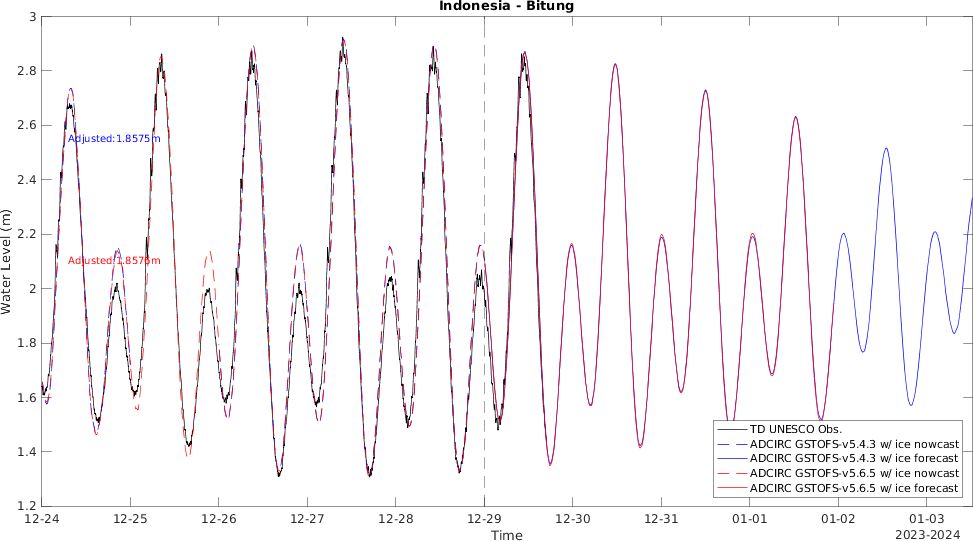 Indonesia - Bitung
Water Level (m)
3
2.8
2.6
2.4
2.2
2
1.8
1.6
1.4
1.2
Adjusted:1.8575m
Adjusted:1.8576m
TD UNESCO Obs.
ADCIRC GSTOFS-v5.4.3 w/ ice nowcast
ADCIRC GSTOFS-v5.4.3 w/ ice forecast
ADCIRC GSTOFS-v5.6.5 w/ ice nowcast
ADCIRC GSTOFS-v5.6.5 w/ ice forecast
12-24 12-25 12-26 12-27 12-28 12-29 12-30 12-31 01-01 01-02 01-03
Time
2023-2024